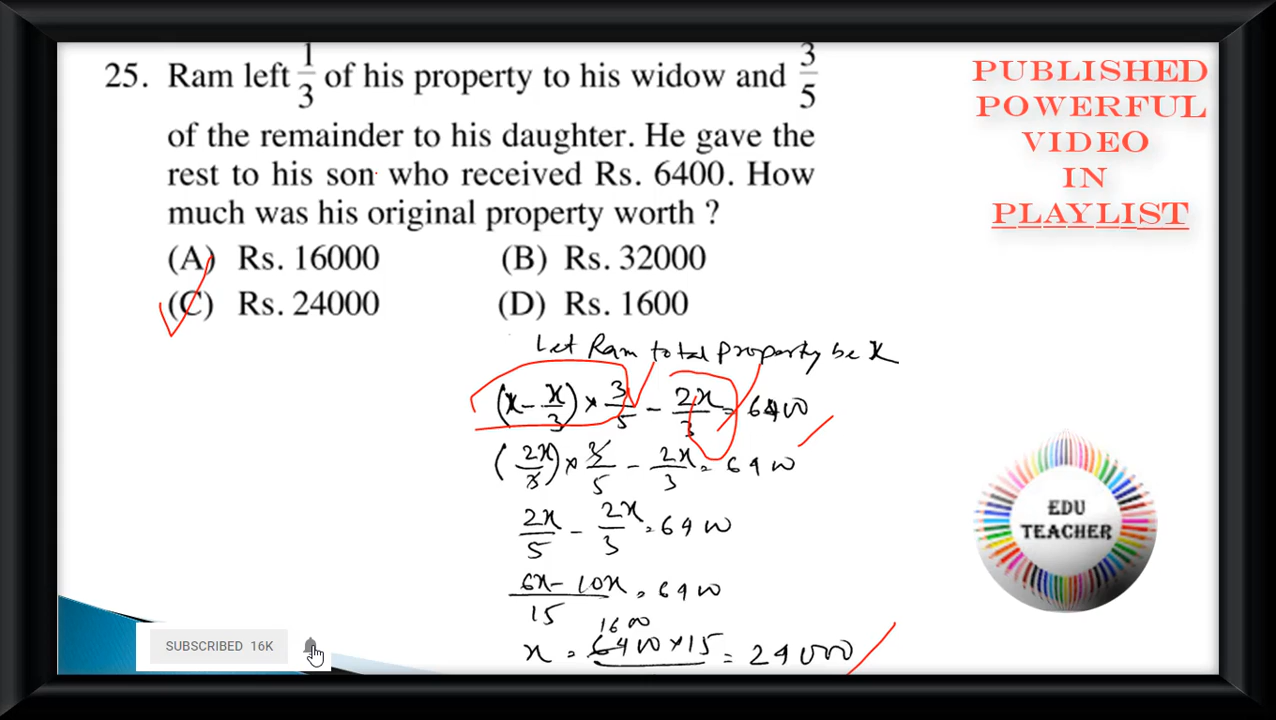 25. Ram left 1/3 of his property to his widow and 3/5
of the remainder to his daughter. He gave the
rest to his son who received Rs. 6400. How
much was his original property worth ?
(A) Rs. 16000 (B) Rs. 32000
(C) Rs. 24000 (D) Rs. 1600
Let Ram total property be x
(x - x/3) × 3/5 - 2x/3 = 6400
(2x/3) × 3/5 - 2x/3 = 6400
2x/5 - 2x/3 = 6400
6x - 10x/15 = 6400
1600
x = 6400 × 15 = 24000
PUBLISHED
POWERFUL
VIDEO
IN
PLAYLIST
EDU
TEACHER
SUBSCRIBED 16K